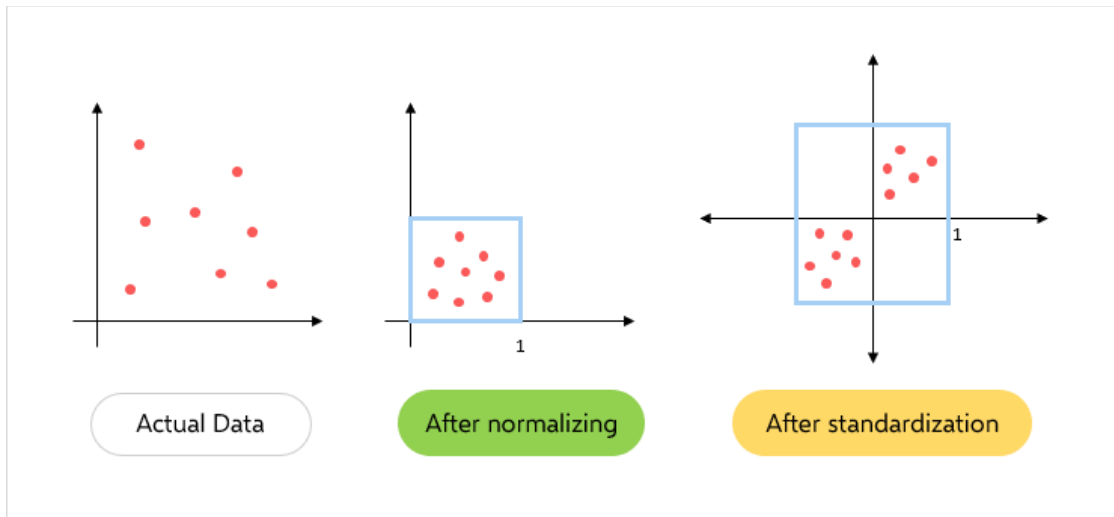 1
1
Actual Data
After normalizing
After standardization